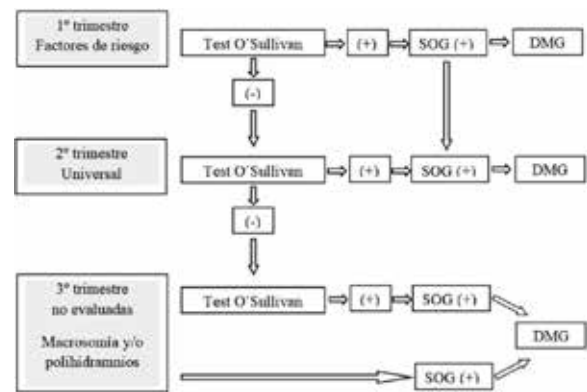 1º trimestre
Factores de riesgo
Test O´Sullivan
(+)
SOG (+)
DMG
(-)
2º trimestre
Universal
Test O´Sullivan
(+)
SOG (+)
DMG
(-)
3º trimestre
no evaluadas
Macrosomía y/o
polihidramnios
Test O´Sullivan
(+)
SOG (+)
DMG
SOG (+)